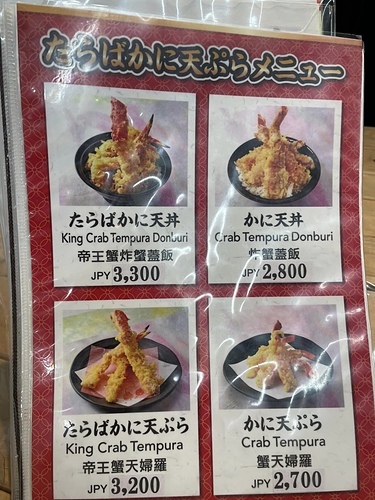 たらばかに天ぷらメニュー
たらばかに天丼
King Crab Tempura Donburi
帝王蟹炸蟹蓋飯
JPY 3,300
かに天丼
Crab Tempura Donburi
炸蟹蓋飯
JPY 2,800
たらばかに天ぷら
King Crab Tempura
帝王蟹天婦羅
JPY 3,200
かに天ぷら
Crab Tempura
蟹天婦羅
JPY 2,700